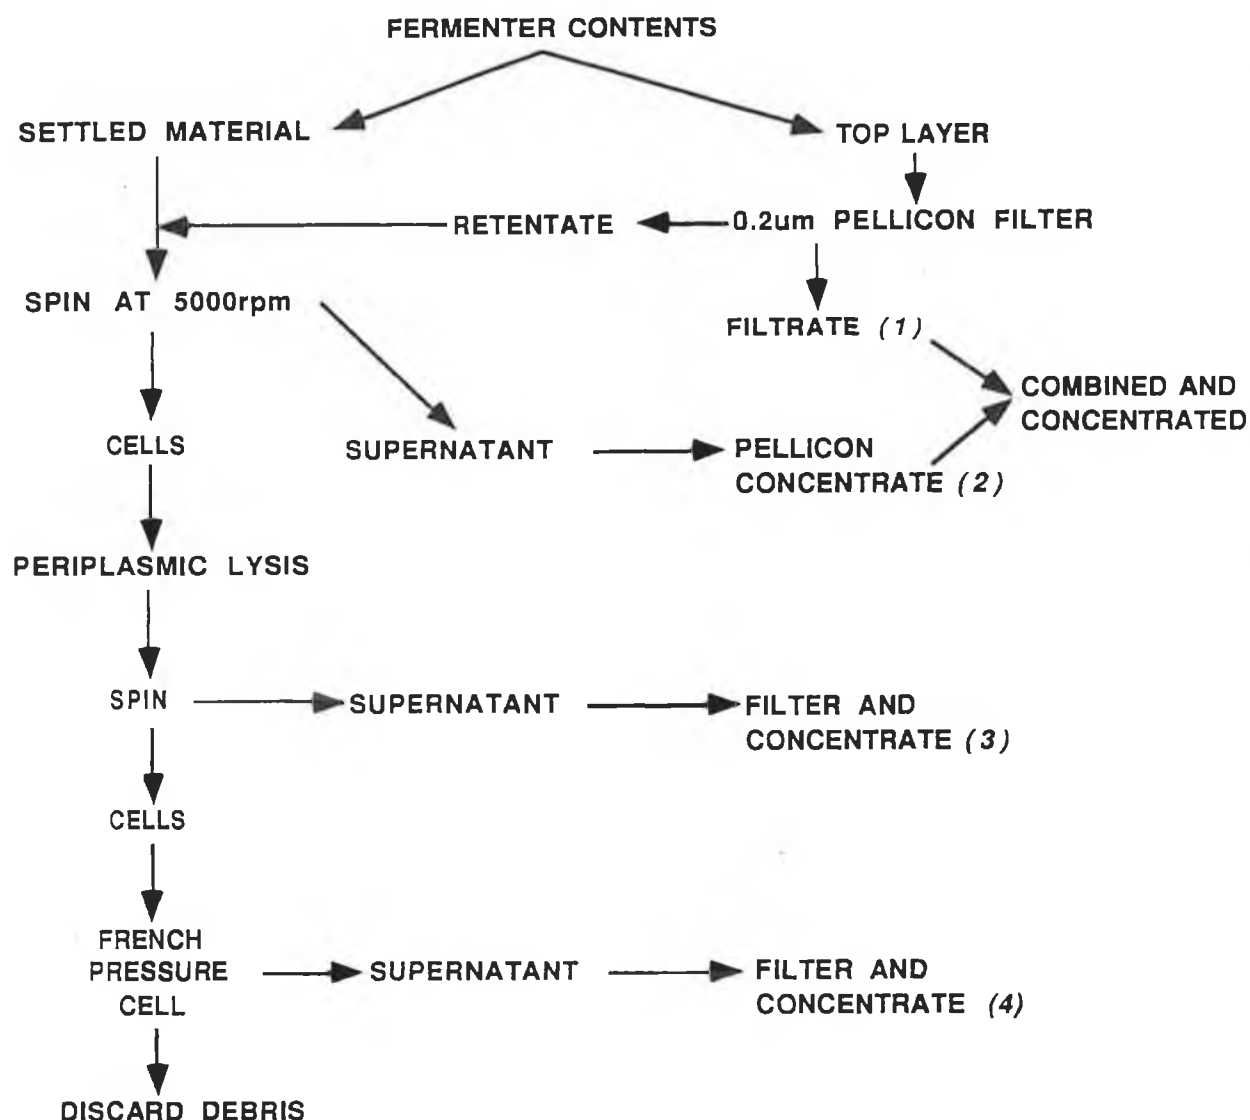 FERMENTER CONTENTS
SETTLED MATERIAL
TOP LAYER
RETENTATE
0.2um PELLICON FILTER
SPIN AT 5000rpm
FILTRATE (1)
COMBINED AND
CONCENTRATED
CELLS
SUPERNATANT
PELLICON
CONCENTRATE (2)
PERIPLASMIC LYSIS
SPIN
SUPERNATANT
FILTER AND
CONCENTRATE (3)
CELLS
FRENCH
PRESSURE
CELL
SUPERNATANT
FILTER AND
CONCENTRATE (4)
DISCARD DEBRIS